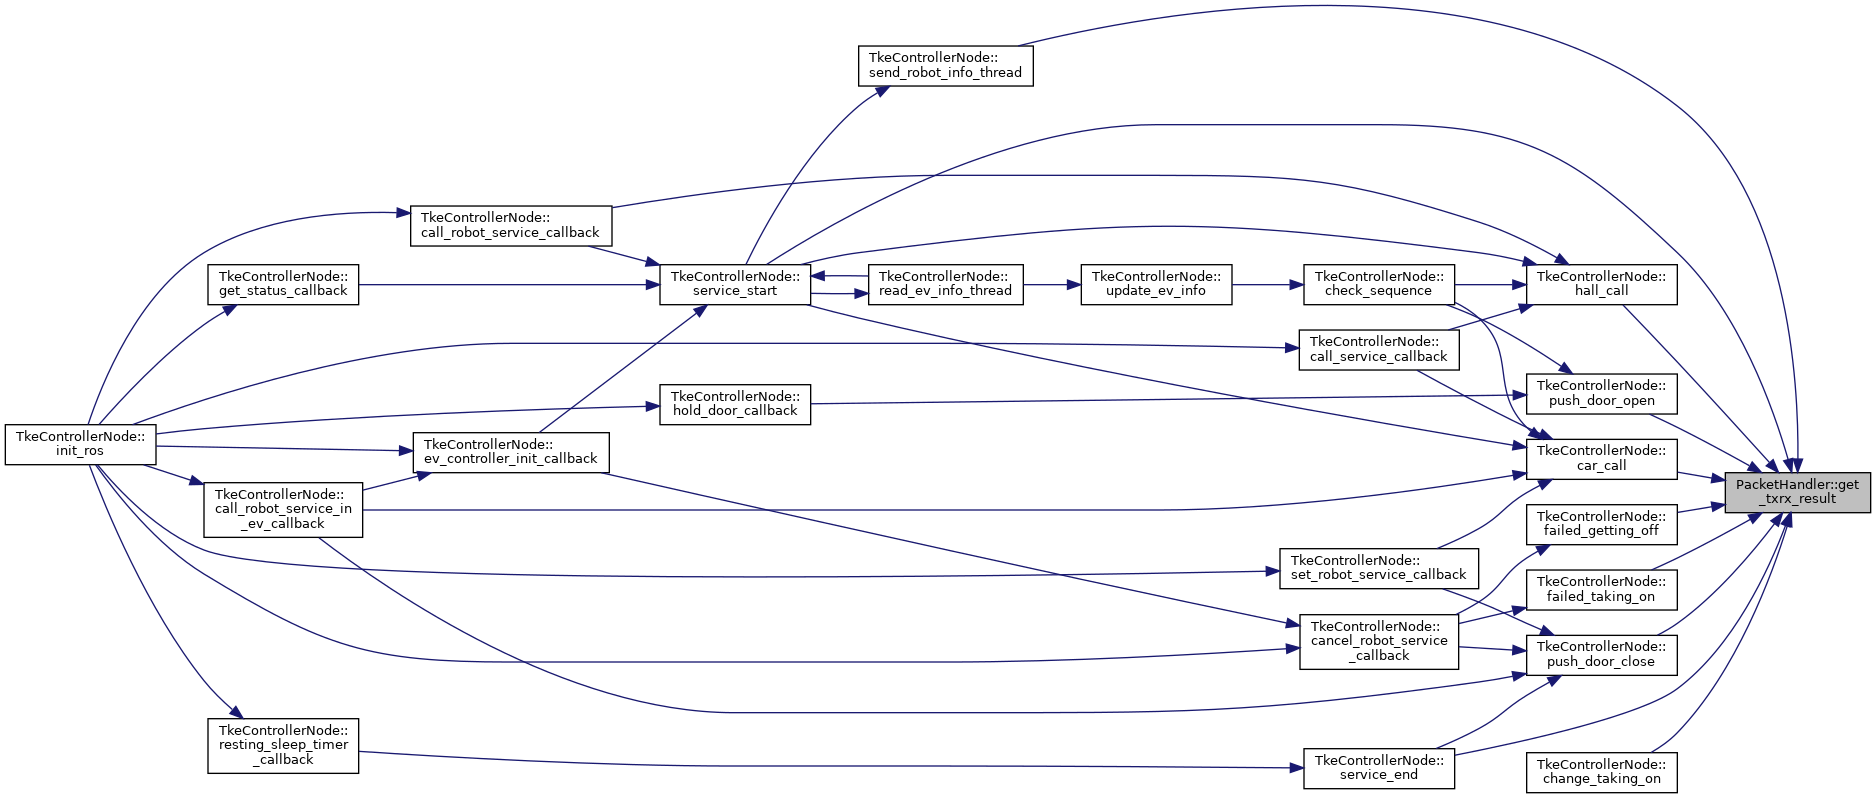 TkeControllerNode::
send_robot_info_thread
TkeControllerNode::
call_robot_service_callback
TkeControllerNode::
get_status_callback
TkeControllerNode::
service_start
TkeControllerNode::
read_ev_info_thread
TkeControllerNode::
update_ev_info
TkeControllerNode::
check_sequence
TkeControllerNode::
hall_call
TkeControllerNode::
call_service_callback
TkeControllerNode::
hold_door_callback
TkeControllerNode::
push_door_open
TkeControllerNode::
init_ros
TkeControllerNode::
ev_controller_init_callback
TkeControllerNode::
car_call
PacketHandler::get
_txrx_result
TkeControllerNode::
call_robot_service_in
_ev_callback
TkeControllerNode::
failed_getting_off
TkeControllerNode::
set_robot_service_callback
TkeControllerNode::
failed_taking_on
TkeControllerNode::
cancel_robot_service
_callback
TkeControllerNode::
push_door_close
TkeControllerNode::
resting_sleep_timer
_callback
TkeControllerNode::
service_end
TkeControllerNode::
change_taking_on